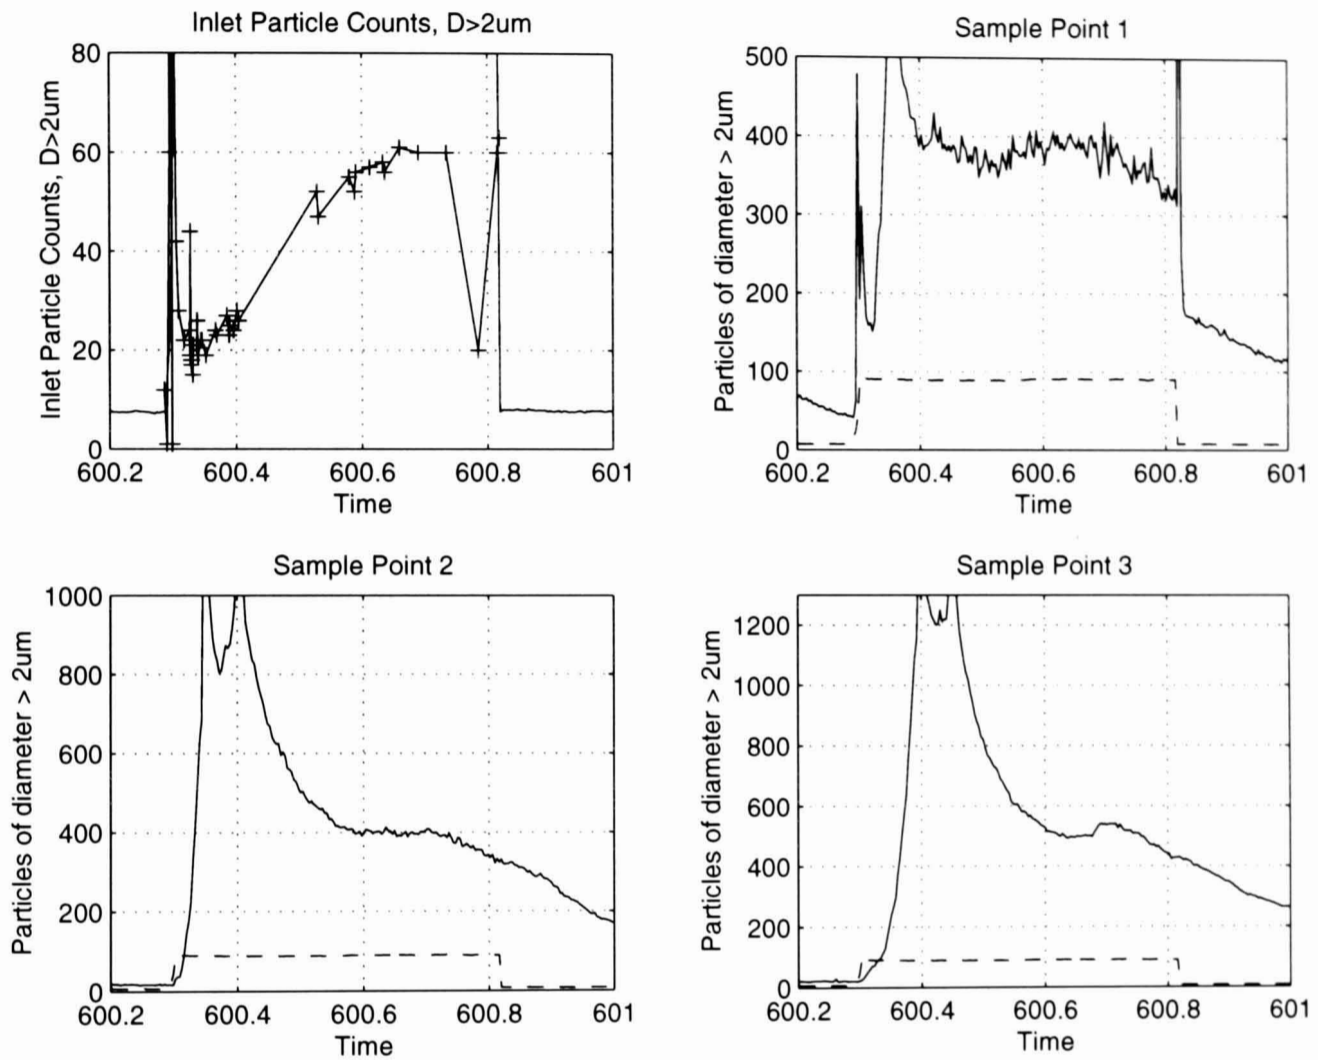 Inlet Particle Counts, D>2um
Inlet Particle Counts, D>2um
80
60
40
20
0
600.2 600.4 600.6 600.8 601
Time
Sample Point 1
Particles of diameter > 2um
500
400
300
200
100
0
600.2 600.4 600.6 600.8 601
Time
Sample Point 2
Particles of diameter > 2um
1000
800
600
400
200
0
600.2 600.4 600.6 600.8 601
Time
Sample Point 3
Particles of diameter > 2um
1200
1000
800
600
400
200
0
600.2 600.4 600.6 600.8 601
Time